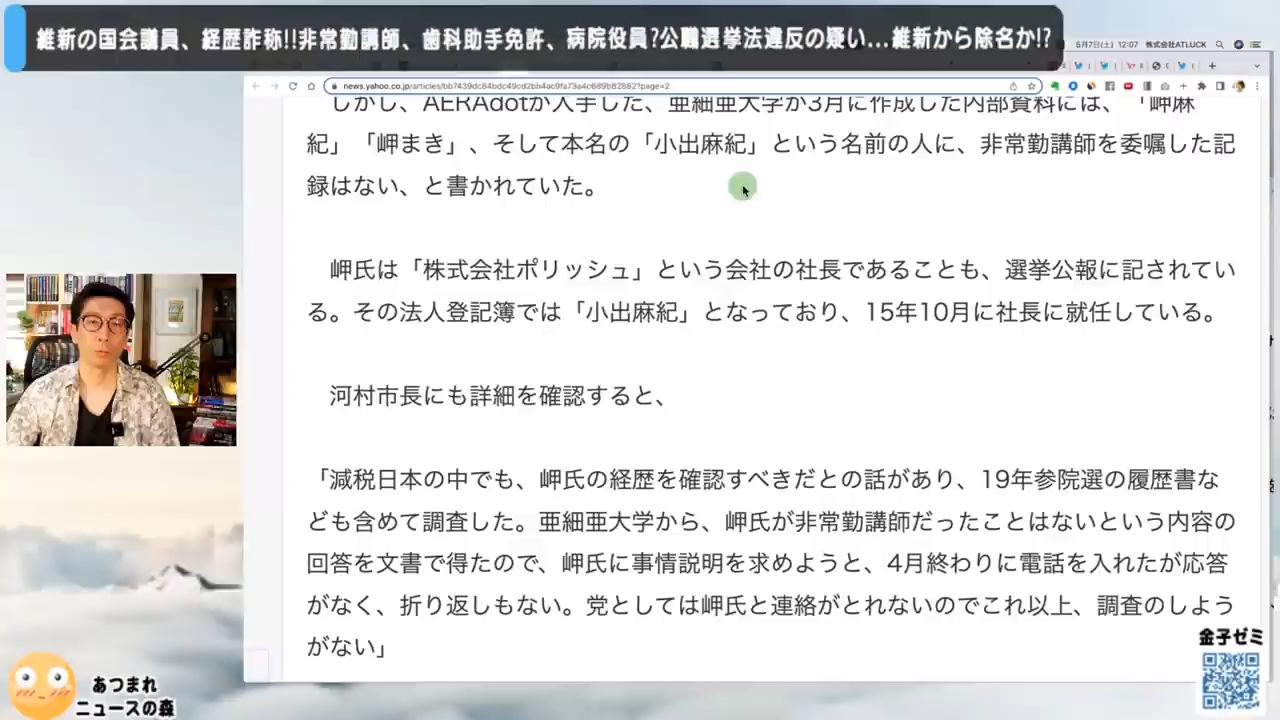 維新の国会議員、経歴詐称!!非常勤講師、歯科助手免許、病院役員?公職選挙法違反の疑い...維新から除名か!?
5月7日(土) 12:07 株式会社ATLUCK
news.yahoo.co.jp/articles/bb7439dc84bdc49cd2bb4ac9fa73a4c689b82882?page=2
しかし、AERAdotが入手した、亜細亜大学が3月に作成した内部資料には、「岬麻
紀」「岬まき」、そして本名の「小出麻紀」という名前の人に、非常勤講師を委嘱した記
録はない、と書かれていた。
岬氏は「株式会社ポリッシュ」という会社の社長であることも、選挙公報に記されてい
る。その法人登記簿では「小出麻紀」となっており、15年10月に社長に就任している。
河村市長にも詳細を確認すると、
「減税日本の中でも、岬氏の経歴を確認すべきだとの話があり、19年参院選の履歴書な
ども含めて調査した。亜細亜大学から、岬氏が非常勤講師だったことはないという内容の
回答を文書で得たので、岬氏に事情説明を求めようと、4月終わりに電話を入れたが応答
がなく、折り返しもない。党としては岬氏と連絡がとれないのでこれ以上、調査のしよう
がない」
金子ゼミ
あつまれ
ニュースの森